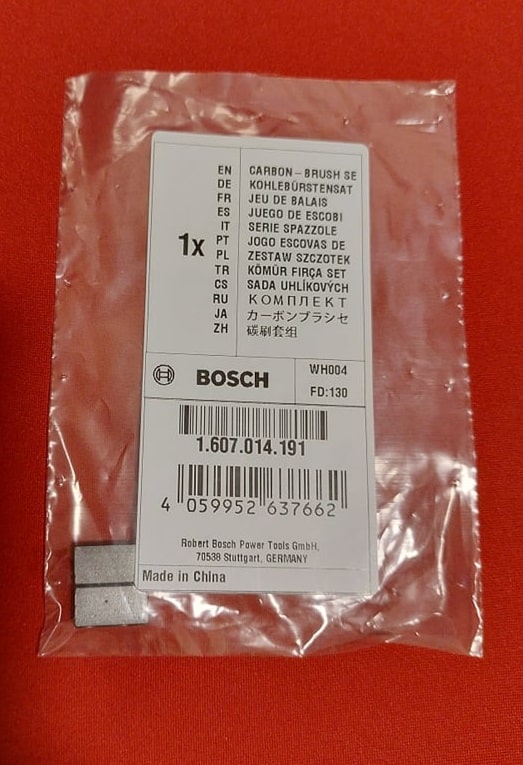 1x
EN CARBON-BRUSH SE
DE KOHLEBÜRSTENSAT
FR JEU DE BALAIS
ES JUEGO DE ESCOBI
IT SERIE SPAZZOLE
PT JOGO ESCOVAS DE
PL ZESTAW SZCZOTEK
TR KÖMÜR FIRÇA SET
CS SADA UHLÍKOVÝCH
RU КОМПЛЕКТ
JA カーボンブラシセ
ZH 碳刷套组
BOSCH
WH004
FD:130
1.607.014.191
4 059952 637662
Robert Bosch Power Tools GmbH,
70538 Stuttgart, GERMANY
Made in China